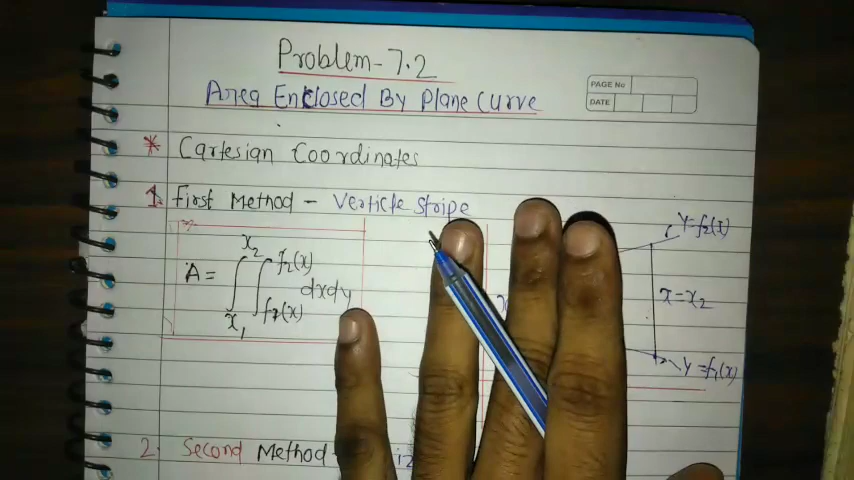 Problem-7.2
Area Enclosed By Plane Curve
PAGE No
DATE
* Cartesian Coordinates
1. First Method - Verticle Stripe
A = ∫_{x₁}^{x₂} ∫_{f₁(x)}^{f₂(x)} dxdy
Y=f₂(x)
x=x₂
Y=f₁(x)
2. Second Method